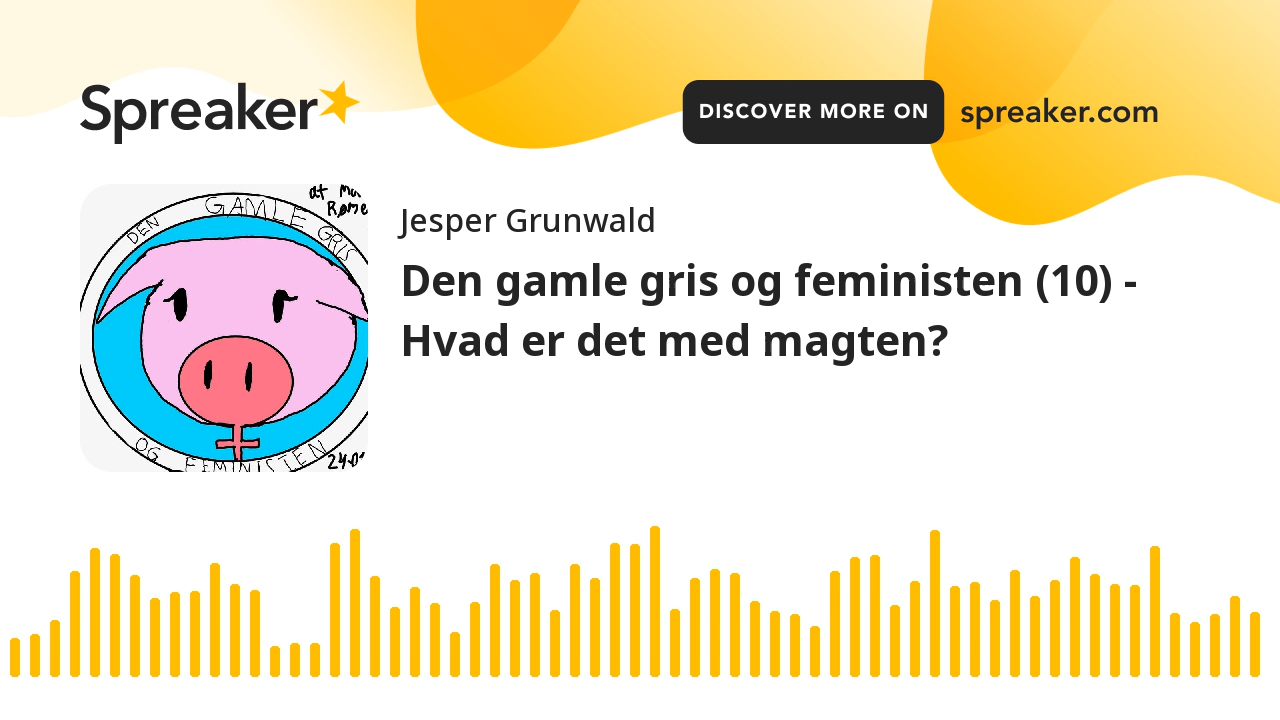 Spreaker
DISCOVER MORE ON
spreaker.com
DEN GAMLE GRIS
at
OG FEMINISTEN
Jesper Grunwald
Den gamle gris og feministen (10) -
Hvad er det med magten?